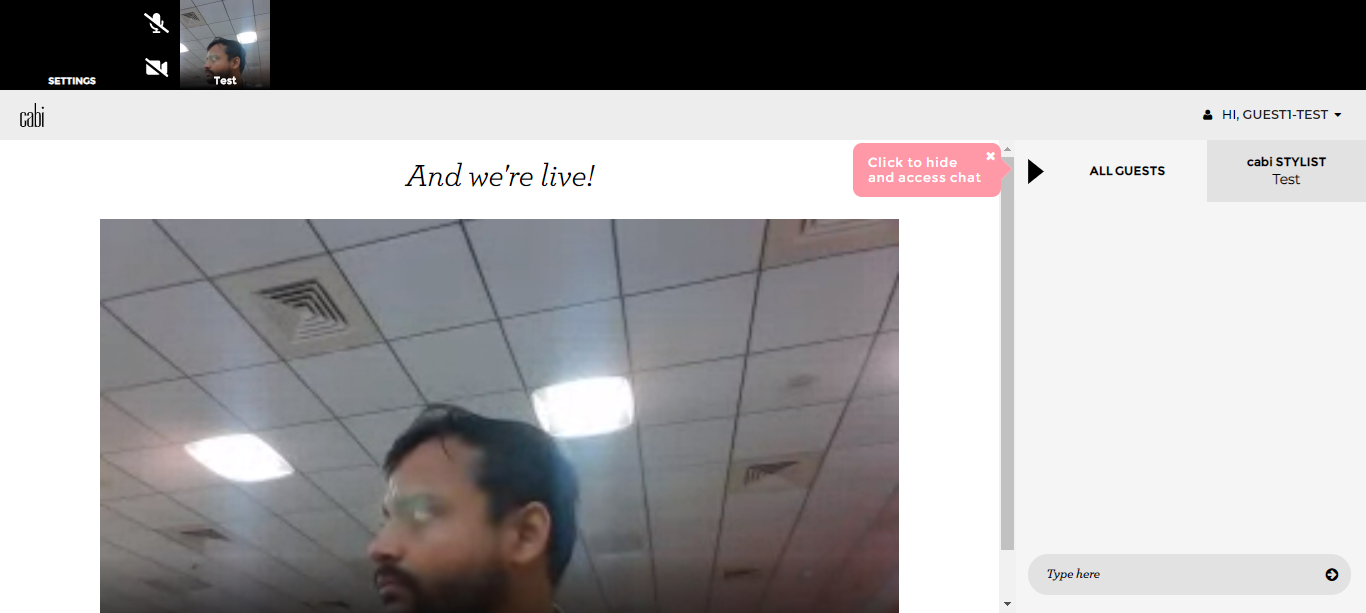 SETTINGS
Test
cabi
HI, GUEST1-TEST
And we're live!
Click to hide
and access chat
ALL GUESTS
cabi STYLIST
Test
Type here